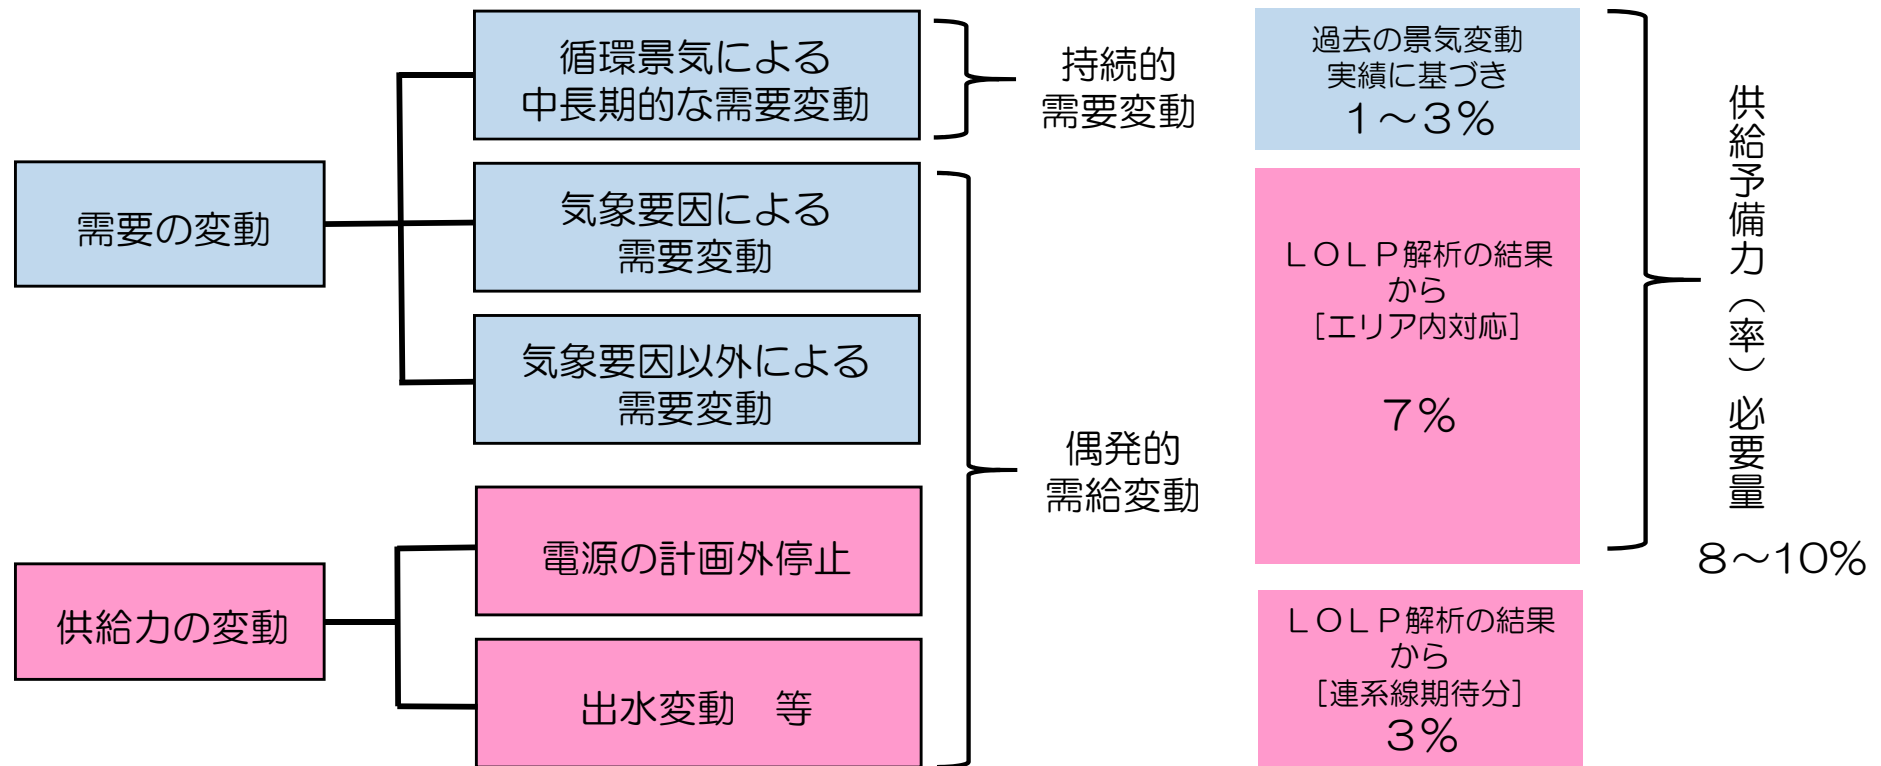 循環景気による
中長期的な需要変動
持続的
需要変動
過去の景気変動
実績に基づき
1~3%
需要の変動
気象要因による
需要変動
気象要因以外による
需要変動
LOLP解析の結果
から
[エリア内対応]
7%
供給予備力(率)必要量
8~10%
偶発的
需給変動
供給力の変動
電源の計画外停止
出水変動 等
LOLP解析の結果
から
[連系線期待分]
3%